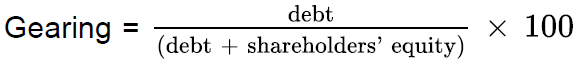 Gearing = debt / (debt + shareholders’ equity) × 100